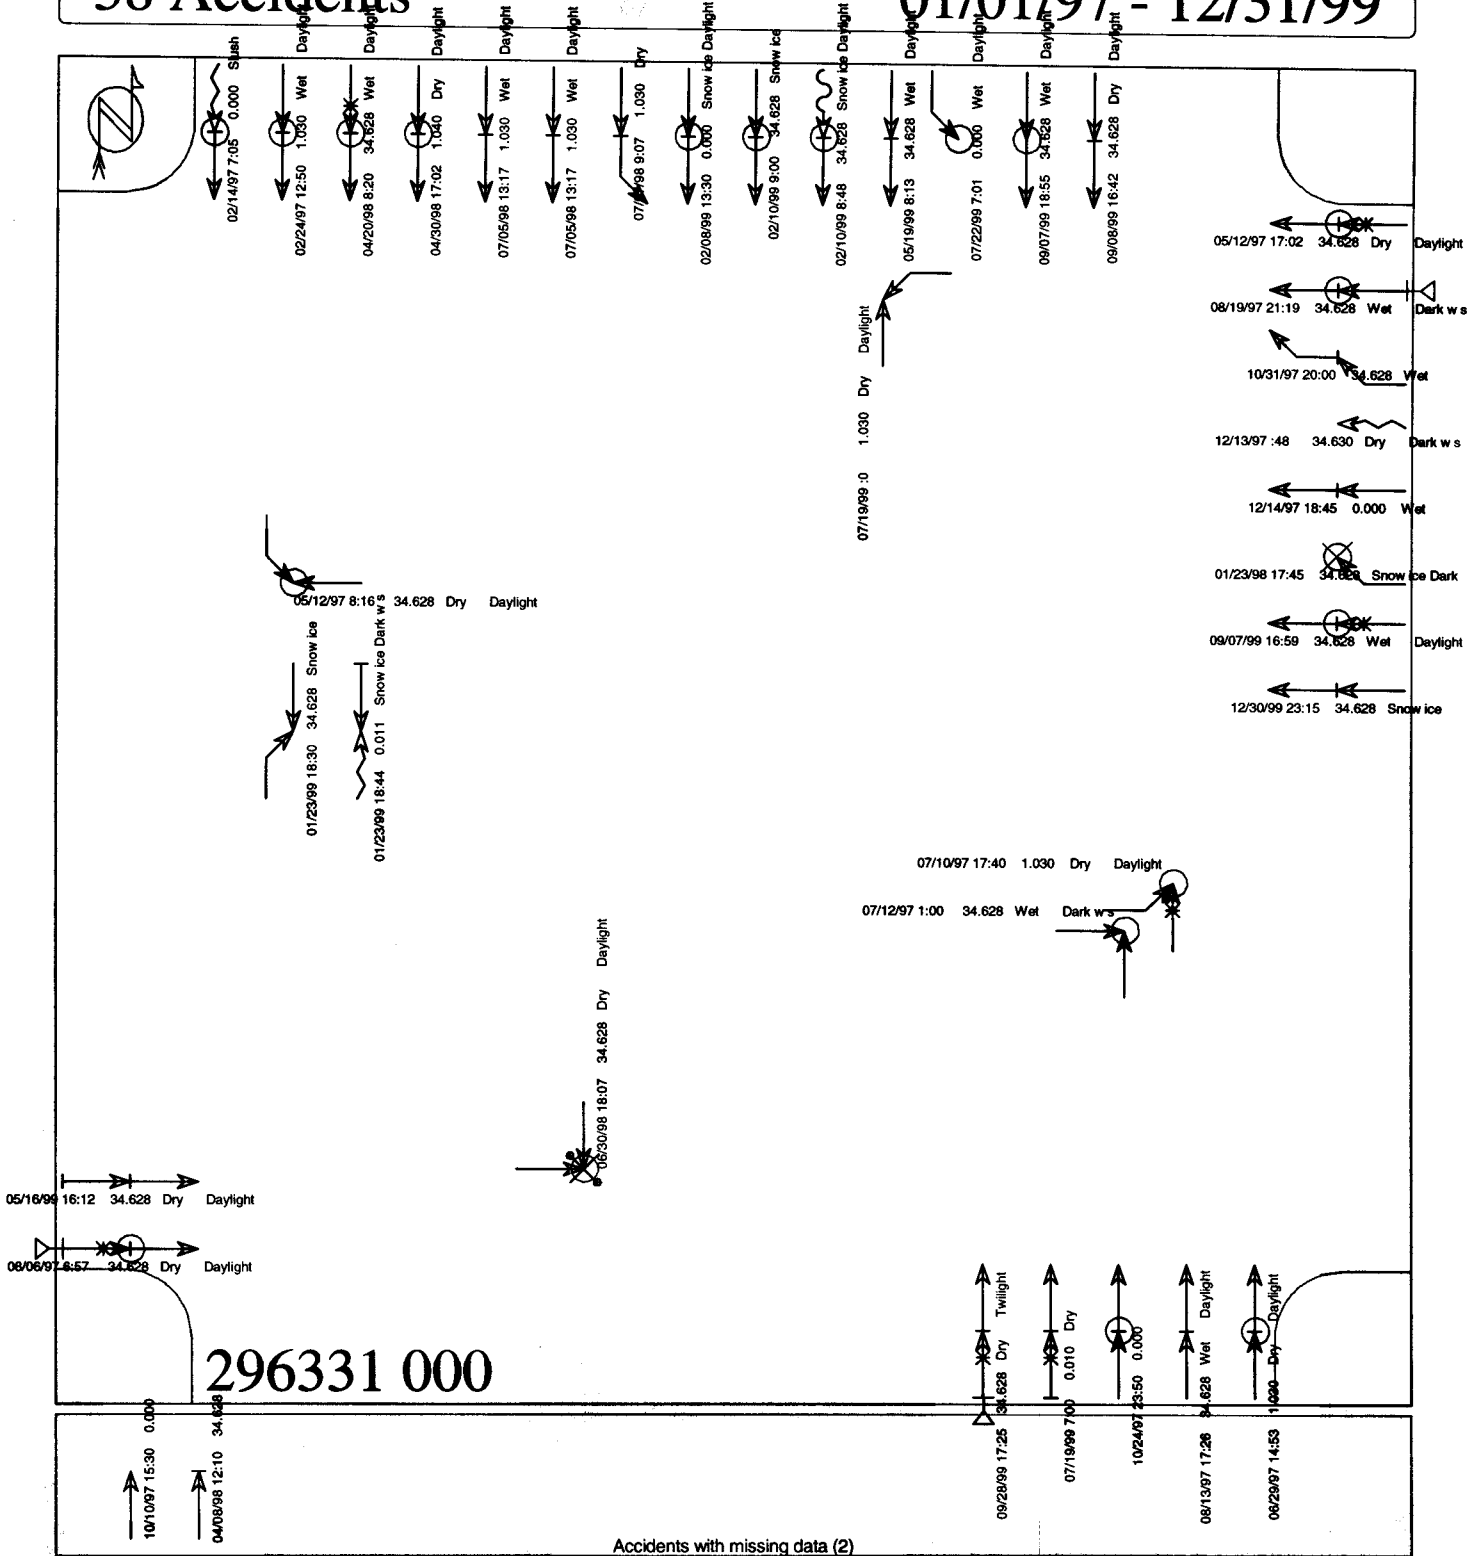 38 Accidents 01/01/97 - 12/31/99
02/14/97 7:05 0.000 Slush
02/24/97 12:50 1.030 Wet Daylight
04/20/98 8:20 34.628 Wet Daylight
04/30/98 17:02 1.040 Dry Daylight
07/05/98 13:17 1.030 Wet Daylight
07/05/98 13:17 1.030 Wet Daylight
98 9:07 1.030 Dry
02/08/99 13:30 0.000 Snow ice Daylight
02/10/99 9:00 34.628 Snow ice
02/10/99 8:48 34.628 Snow ice Daylight
05/19/99 8:13 34.628 Wet Daylight
07/22/99 7:01 0.000 Wet Daylight
09/07/99 18:55 34.628 Wet Daylight
09/08/99 16:42 34.628 Dry Daylight
05/12/97 17:02 34.628 Dry Daylight
08/19/97 21:19 34.628 Wet Dark w s
10/31/97 20:00 34.628 Wet
12/13/97 :48 34.630 Dry Dark w s
12/14/97 18:45 0.000 Wet
01/23/98 17:45 34.628 Snow ice Dark
09/07/99 16:59 34.628 Wet Daylight
12/30/99 23:15 34.628 Snow ice
07/19/99 :0 1.030 Dry Daylight
05/12/97 8:16 34.628 Dry Daylight
01/23/99 18:30 34.628 Snow ice
01/23/99 18:44 0.011 Snow ice Dark w s
07/10/97 17:40 1.030 Dry Daylight
07/12/97 1:00 34.628 Wet Dark w s
06/30/98 18:07 34.628 Dry Daylight
05/16/99 16:12 34.628 Dry Daylight
06/06/97 6:57 34.628 Dry Daylight
296331 000
09/28/99 17:25 34.628 Dry Twilight
07/19/99 7:00 0.010 Dry
10/24/97 23:50 0.000
08/13/97 17:26 34.628 Wet Daylight
06/29/97 14:53 1.030 Dry Daylight
10/10/97 15:30 0.000
04/08/98 12:10 34.628
Accidents with missing data (2)